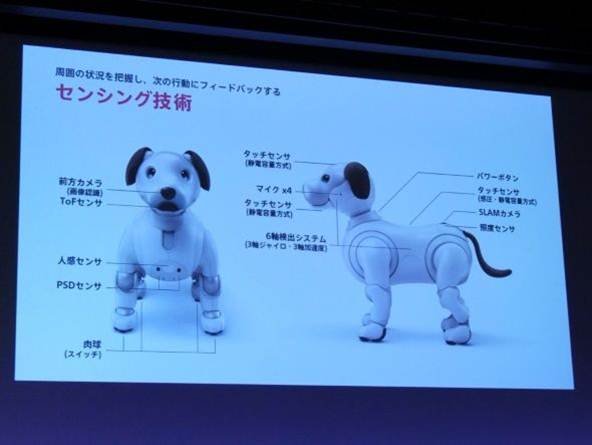 周囲の状況を把握し、次の行動にフィードバックする
センシング技術
前方カメラ
(画像認識)
ToFセンサ
人感センサ
PSDセンサ
肉球
(スイッチ)
タッチセンサ
(静電容量方式)
マイク x4
タッチセンサ
(静電容量方式)
6軸検出システム
(3軸ジャイロ・3軸加速度)
パワーボタン
タッチセンサ
(感圧・静電容量方式)
SLAMカメラ
照度センサ